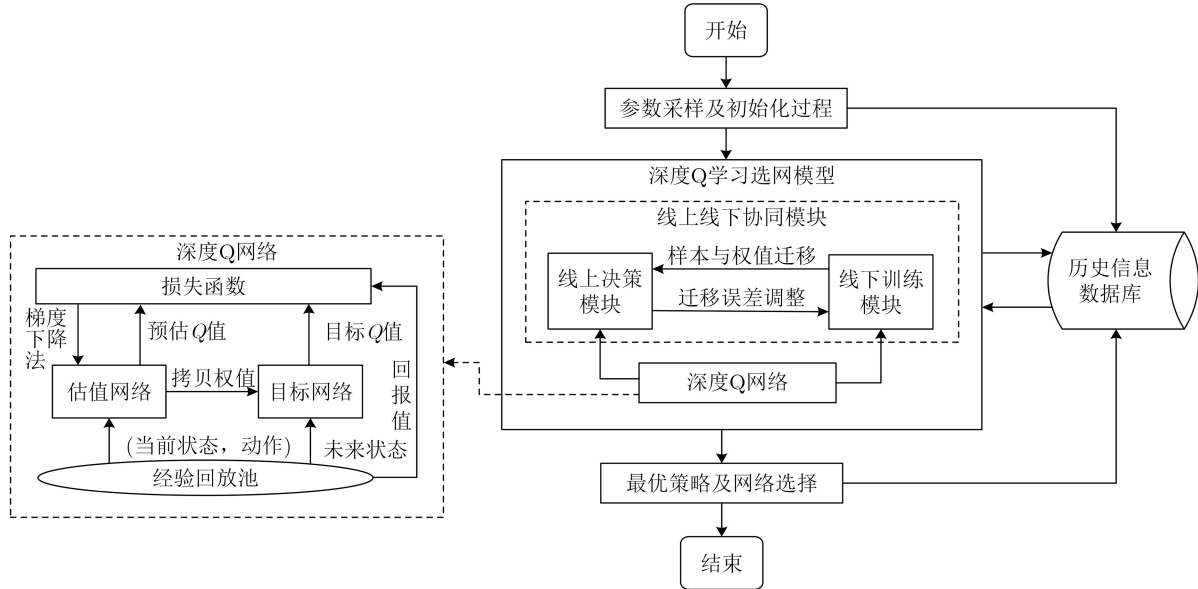 开始
参数采样及初始化过程
深度Q学习选网模型
线上线下协同模块
线上决策
模块
样本与权值迁移
迁移误差调整
线下训练
模块
深度Q网络
历史信息
数据库
最优策略及网络选择
结束
深度Q网络
损失函数
梯度
下降
法
预估Q值
目标Q值
估值网络
拷贝权值
目标网络
回
报
值
(当前状态，动作)
未来状态
经验回放池